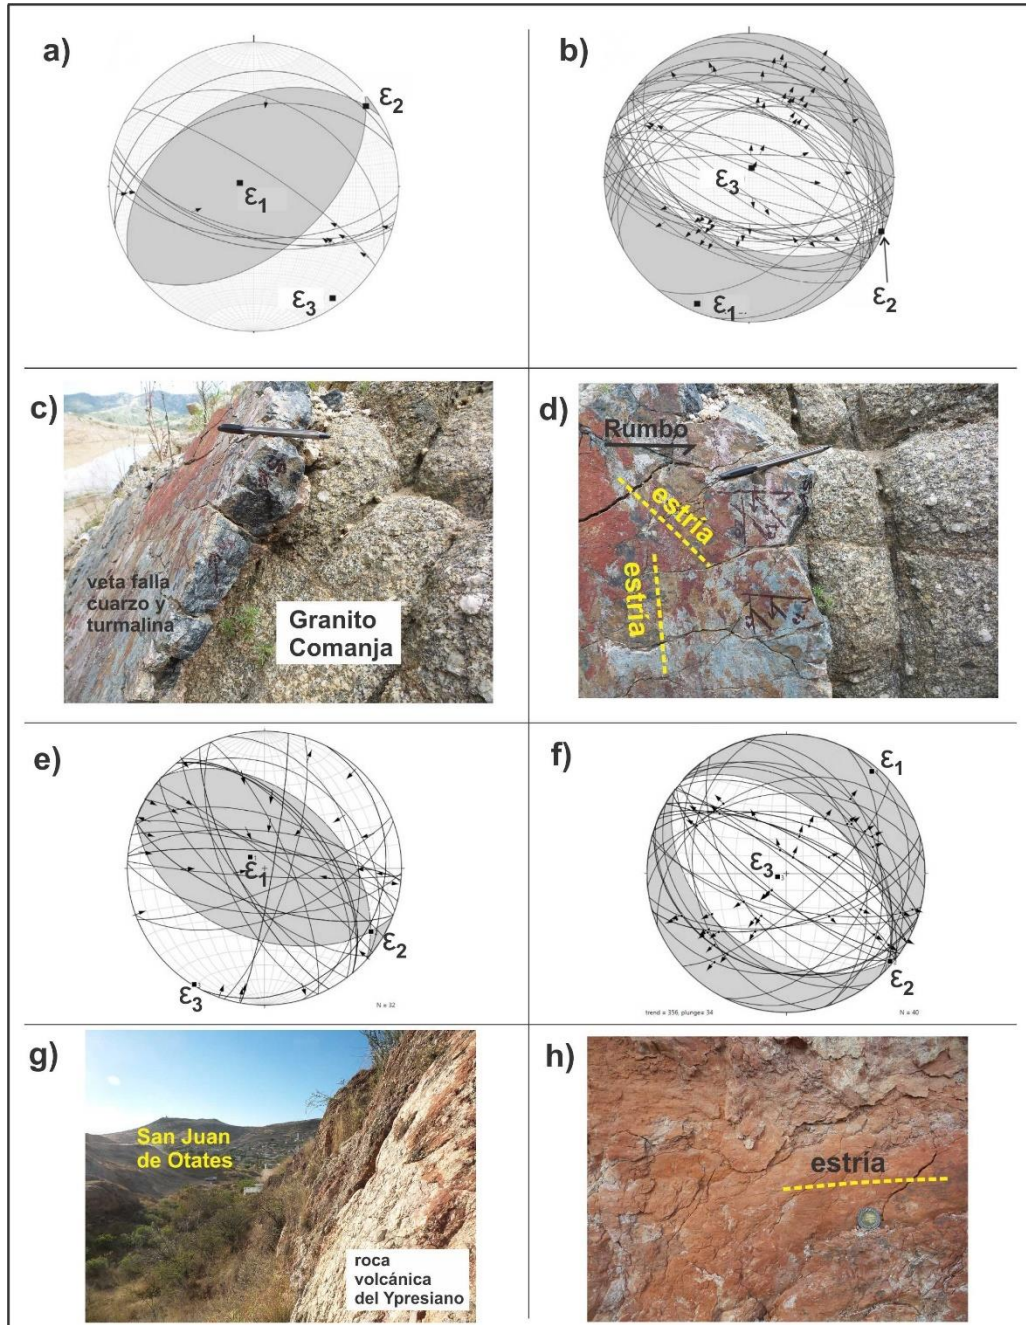 a)
ε2
ε1
ε3
b)
ε3
ε2
ε1
c)
veta falla
cuarzo y
turmalina
Granito
Comanja
d)
Rumbo
estría
estría
e)
ε1
ε2
ε3
N = 32
f)
ε1
ε3
ε2
trend = 356, plunge= 34
N = 40
g)
San Juan
de Otates
roca
volcánica
del Ypresiano
h)
estría